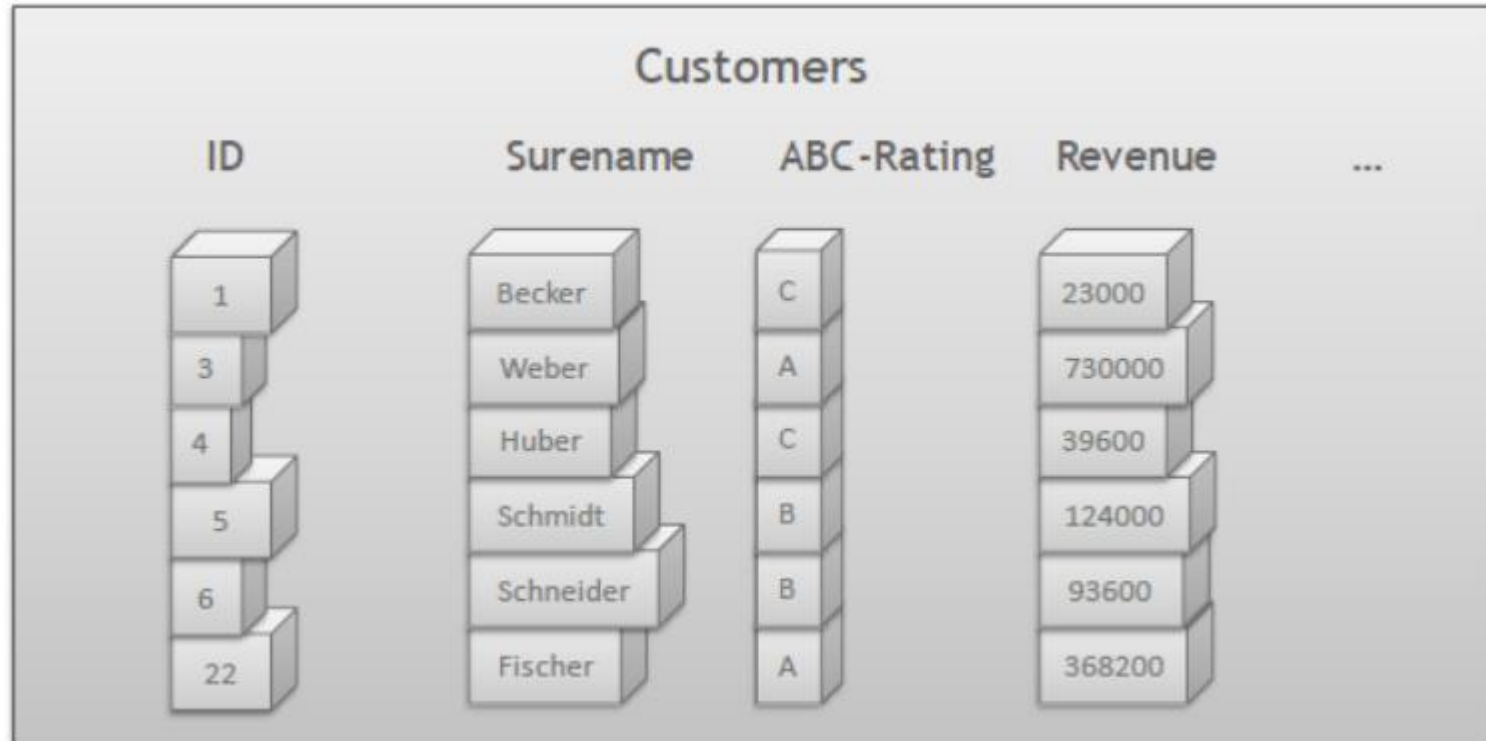 Customers
ID Surename ABC-Rating Revenue ...
1 Becker C 23000
3 Weber A 730000
4 Huber C 39600
5 Schmidt B 124000
6 Schneider B 93600
22 Fischer A 368200